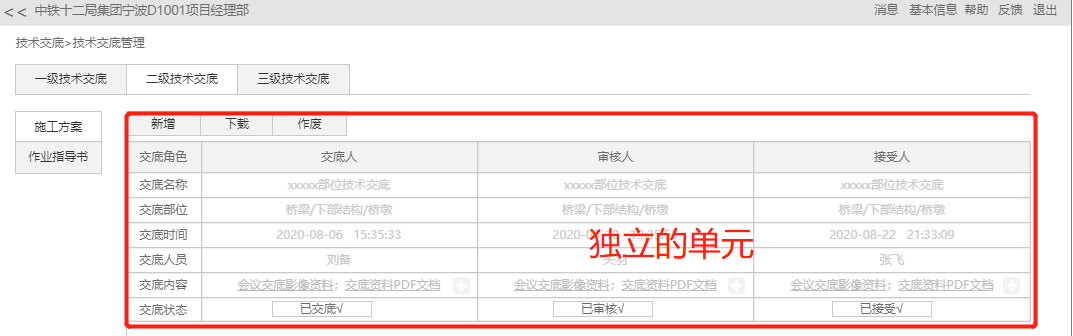 << 中铁十二局集团宁波D1001项目经理部 消息 基本信息 帮助 反馈 退出
技术交底>技术交底管理
一级技术交底 二级技术交底 三级技术交底
施工方案 新增 下载 作废
作业指导书 交底角色 交底人 审核人 接受人
交底名称 xxxxx部位技术交底 xxxxx部位技术交底 xxxxx部位技术交底
交底部位 桥梁/下部结构/桥墩 桥梁/下部结构/桥墩 桥梁/下部结构/桥墩
交底时间 2020-08-06 15:35:33 2020-0 2020-08-22 21:33:09
独立的单元
交底人员 刘备 关羽 张飞
交底内容 会议交底影像资料；交底资料PDF文档 会议交底影像资料；交底资料PDF文档 会议交底影像资料；交底资料PDF文档
交底状态 已交底√ 已审核√ 已接受√